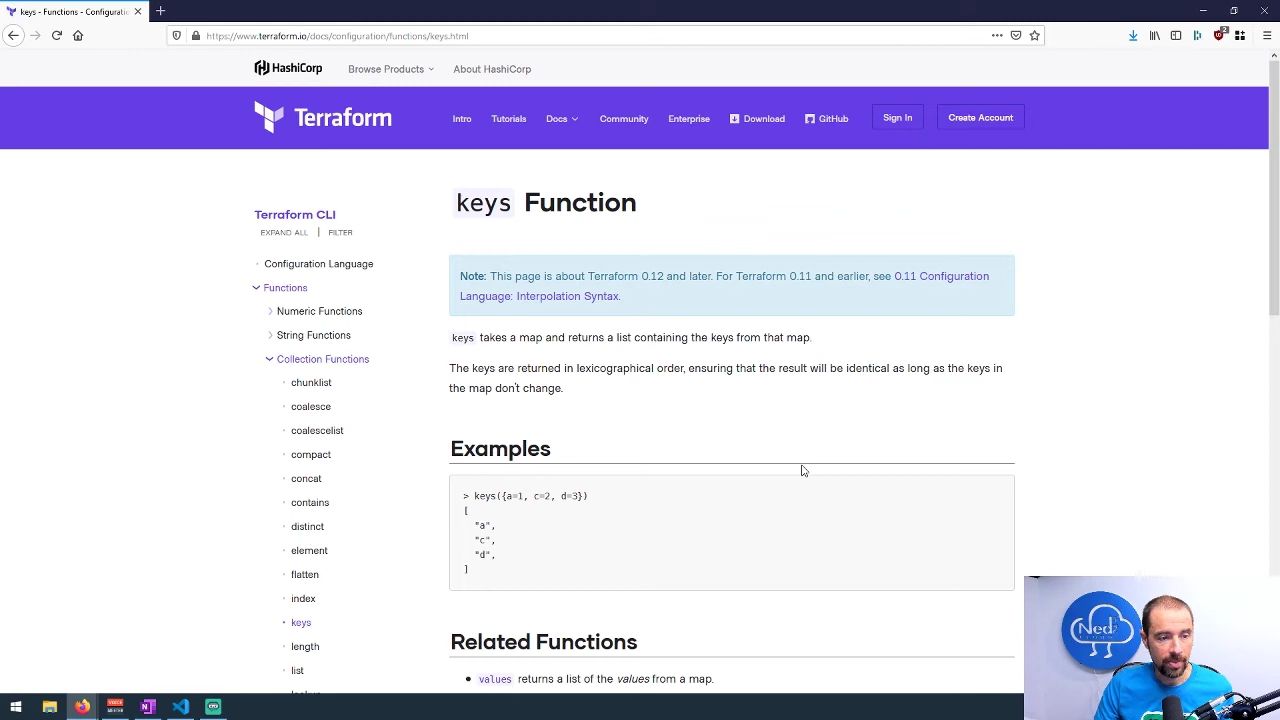 keys - Functions - Configuration
https://www.terraform.io/docs/configuration/functions/keys.html
HashiCorp
Browse Products
About HashiCorp
Terraform
Intro
Tutorials
Docs
Community
Enterprise
Download
GitHub
Sign In
Create Account
Terraform CLI
EXPAND ALL | FILTER
Configuration Language
Functions
Numeric Functions
String Functions
Collection Functions
chunklist
coalesce
coalescelist
compact
concat
contains
distinct
element
flatten
index
keys
length
list
keys Function
Note: This page is about Terraform 0.12 and later. For Terraform 0.11 and earlier, see 0.11 Configuration
Language: Interpolation Syntax.
keys takes a map and returns a list containing the keys from that map.
The keys are returned in lexicographical order, ensuring that the result will be identical as long as the keys in
the map don't change.
Examples
> keys({a=1, c=2, d=3})
[
"a",
"c",
"d",
]
Related Functions
values returns a list of the values from a map.
Ned